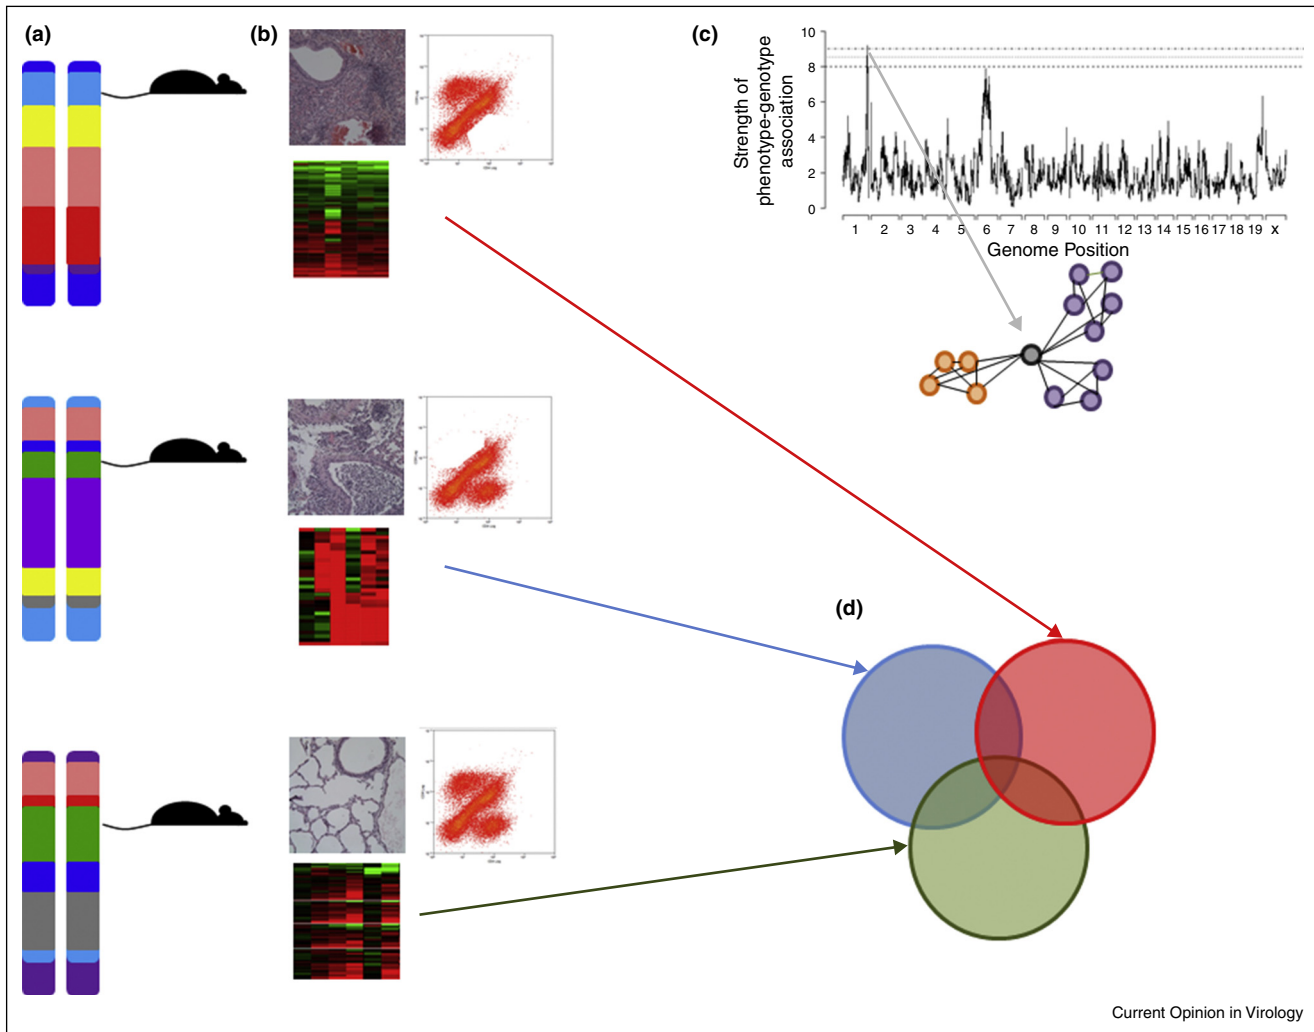 (a)
(b)
(c)
Strength of
phenotype-genotype
association
10
8
6
4
2
0
1 2 3 4 5 6 7 8 9 10 11 12 13 14 15 16 17 18 19 X
Genome Position
(d)
Current Opinion in Virology